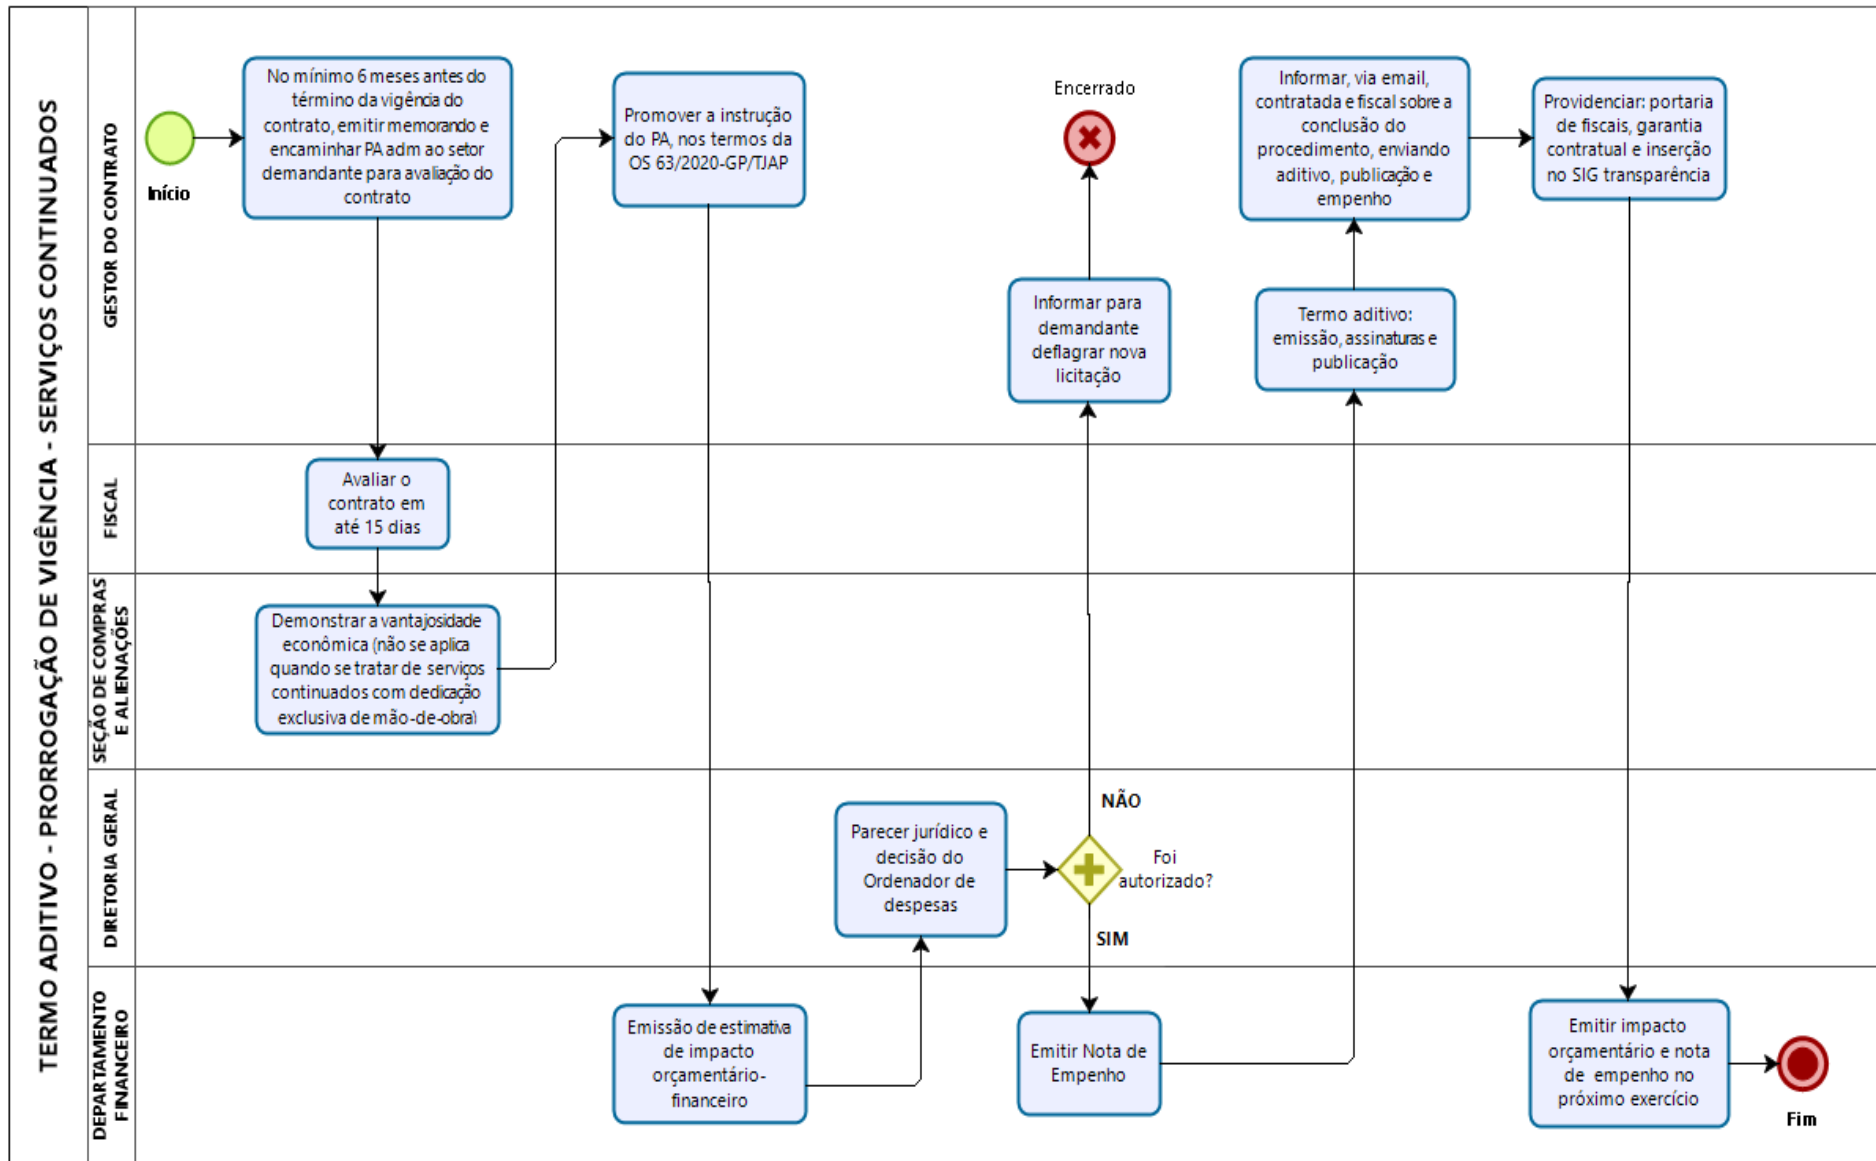 TERMO ADITIVO - PRORROGAÇÃO DE VIGÊNCIA - SERVIÇOS CONTINUADOS
GESTOR DO CONTRATO
Início
No mínimo 6 meses antes do
término da vigência do
contrato, emitir memorando e
encaminhar PA adm ao setor
demandante para avaliação do
contrato
Promover a instrução
do PA, nos termos da
OS 63/2020-GP/TJAP
Encerrado
Informar para
demandante
deflagrar nova
licitação
Informar, via email,
contratada e fiscal sobre a
conclusão do
procedimento, enviando
aditivo, publicação e
empenho
Termo aditivo:
emissão, assinaturas e
publicação
Providenciar: portaria
de fiscais, garantia
contratual e inserção
no SIG transparência
FISCAL
Avaliar o
contrato em
até 15 dias
SEÇÃO DE COMPRAS
E ALIENAÇÕES
Demonstrar a vantajosidade
econômica (não se aplica
quando se tratar de serviços
continuados com dedicação
exclusiva de mão-de-obra)
DIRETORIA GERAL
Parecer jurídico e
decisão do
Ordenador de
despesas
NÃO
Foi
autorizado?
SIM
DEPARTAMENTO
FINANCEIRO
Emissão de estimativa
de impacto
orçamentário-
financeiro
Emitir Nota de
Empenho
Emitir impacto
orçamentário e nota
de empenho no
próximo exercício
Fim